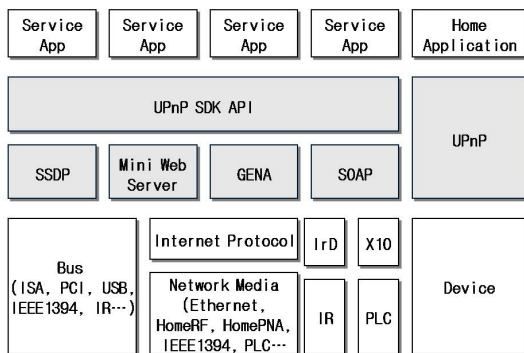 Service
App
Service
App
Service
App
Service
App
Home
Application
UPnP SDK API
UPnP
SSDP
Mini Web
Server
GENA
SOAP
Bus
(ISA, PCI, USB,
IEEE1394, IR…)
Internet Protocol
IrD
X10
Network Media
(Ethernet,
HomeRF, HomePNA,
IEEE1394, PLC…
IR
PLC
Device